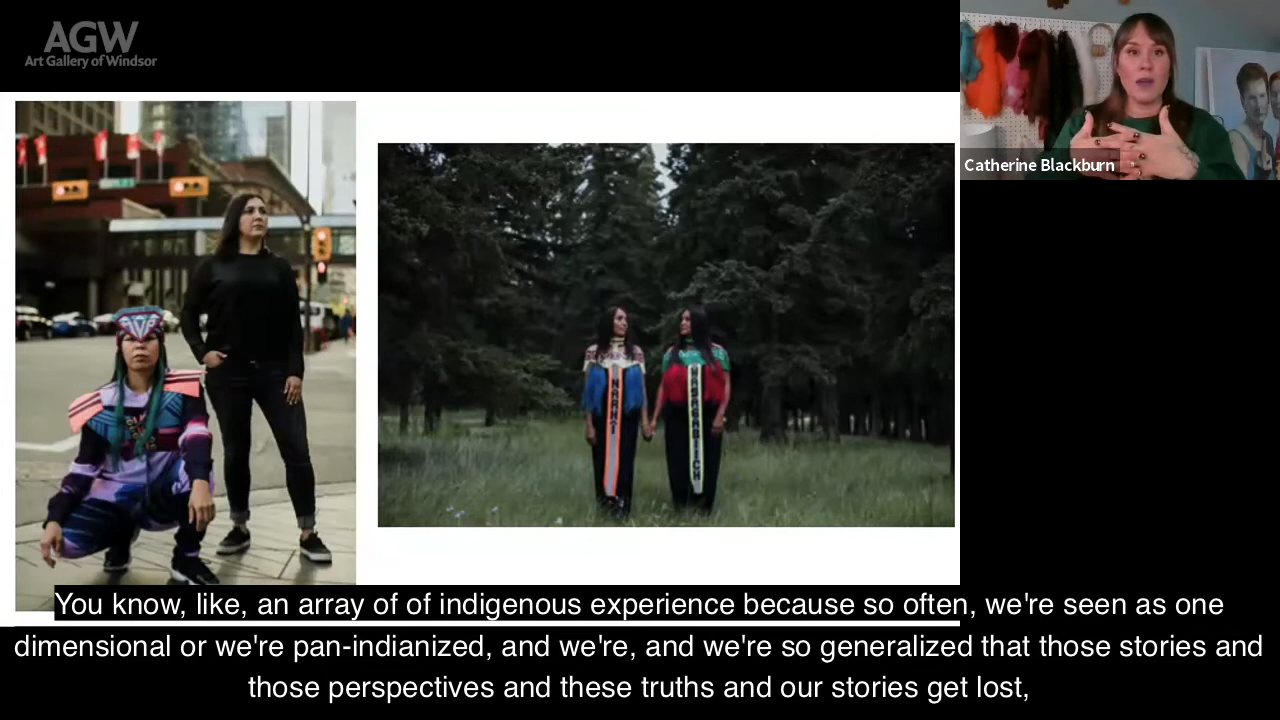 AGW
Art Gallery of Windsor
Catherine Blackburn
You know, like, an array of of indigenous experience because so often, we're seen as one
dimensional or we're pan-indianized, and we're, and we're so generalized that those stories and
those perspectives and these truths and our stories get lost,